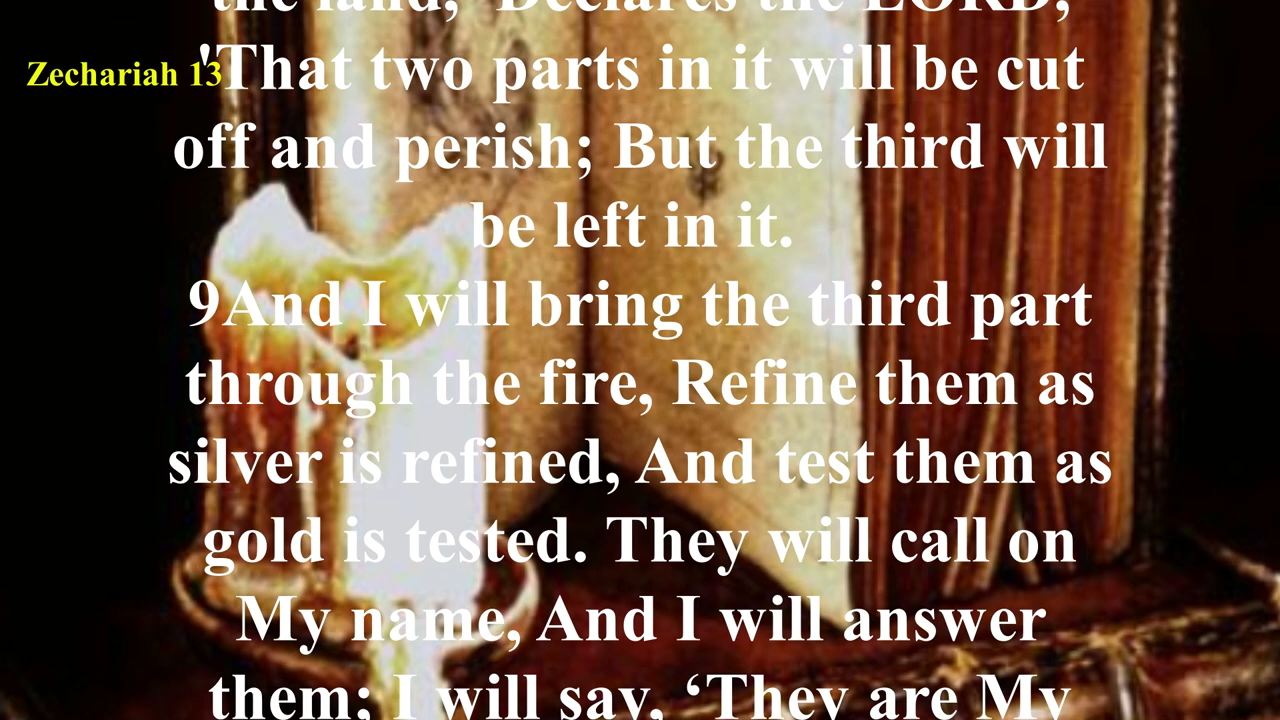 the land,' Declares the LORD,
Zechariah 13
'That two parts in it will be cut
off and perish; But the third will
be left in it.
9And I will bring the third part
through the fire, Refine them as
silver is refined, And test them as
gold is tested. They will call on
My name, And I will answer
them; I will say, ‘They are My